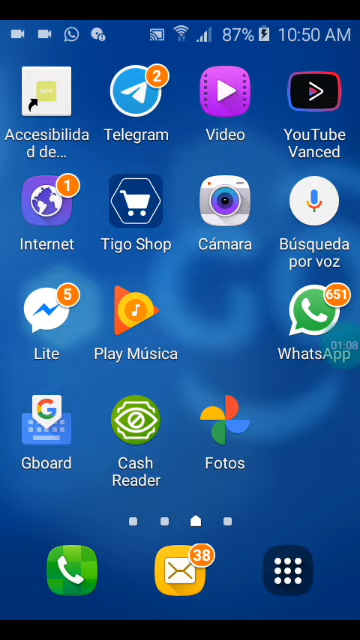 87% 10:50 AM
2
Accesibilida
d de...
Telegram
Video
YouTube
Vanced
1
Internet
Tigo Shop
Cámara
Búsqueda
por voz
5
651
01:08
Lite
Play Música
WhatsApp
Gboard
Cash
Reader
Fotos
38